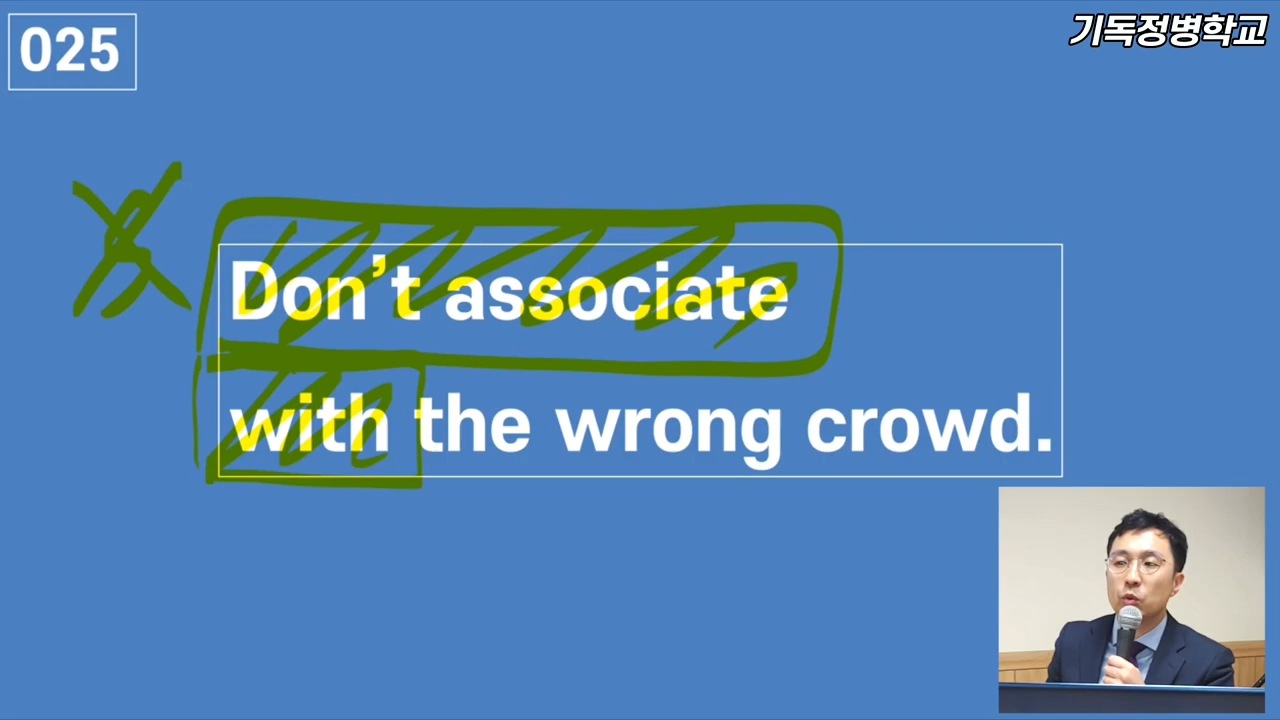 025
기독정병학교
Don't associate
with the wrong crowd.